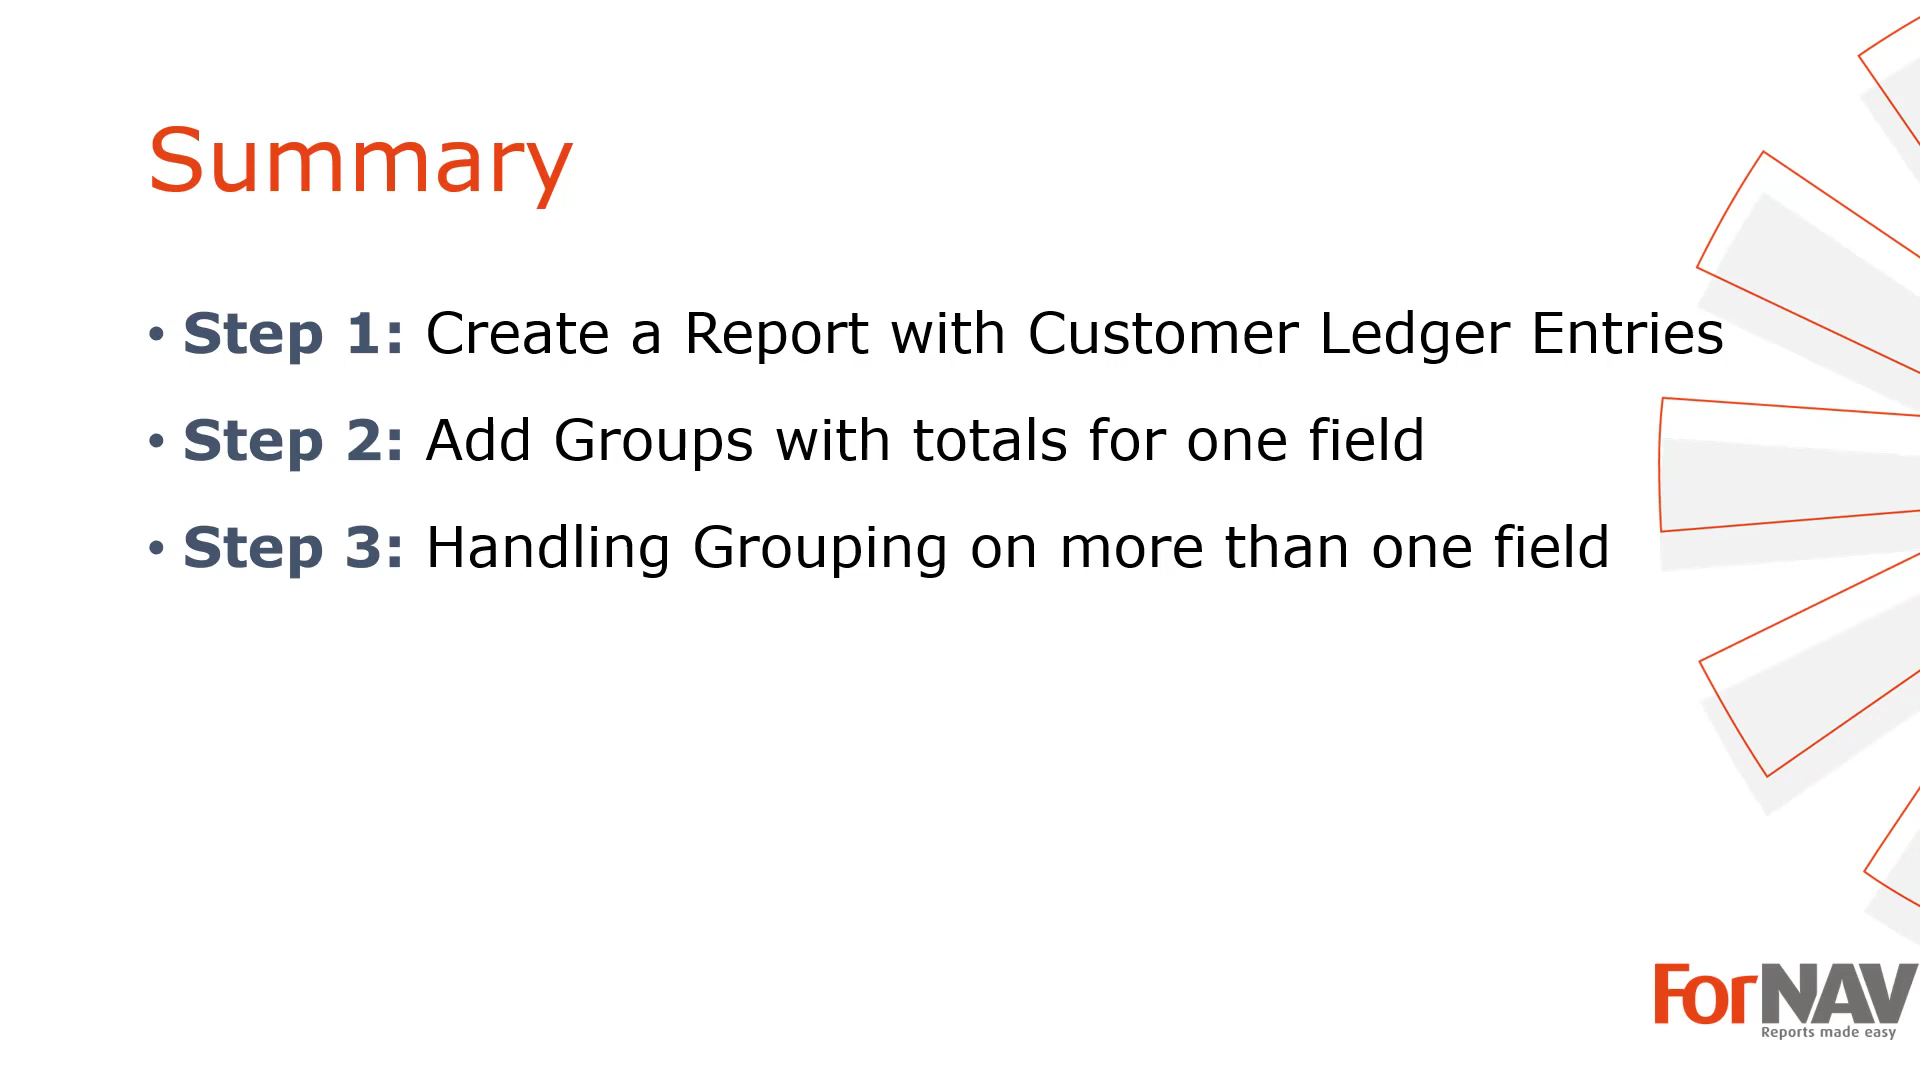 Summary
• Step 1: Create a Report with Customer Ledger Entries
• Step 2: Add Groups with totals for one field
• Step 3: Handling Grouping on more than one field
ForNAV
Reports made easy